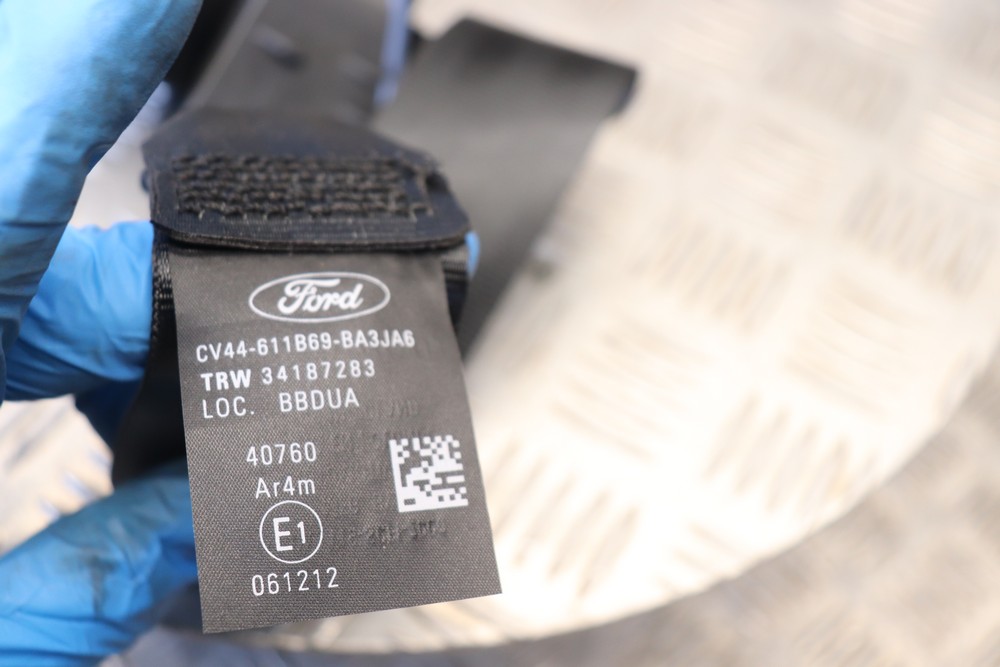 Ford
CV44-611B69-BA3JA6
TRW 34187283
LOC. BBDUA
40760
Ar4m
E1
061212